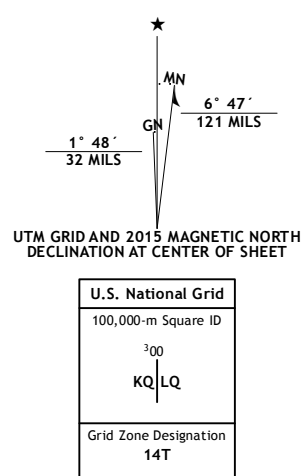 ★
MN
GN
6° 47´
121 MILS
1° 48´
32 MILS
UTM GRID AND 2015 MAGNETIC NORTH
DECLINATION AT CENTER OF SHEET
U.S. National Grid
100,000-m Square ID
³00
KQ LQ
Grid Zone Designation
14T